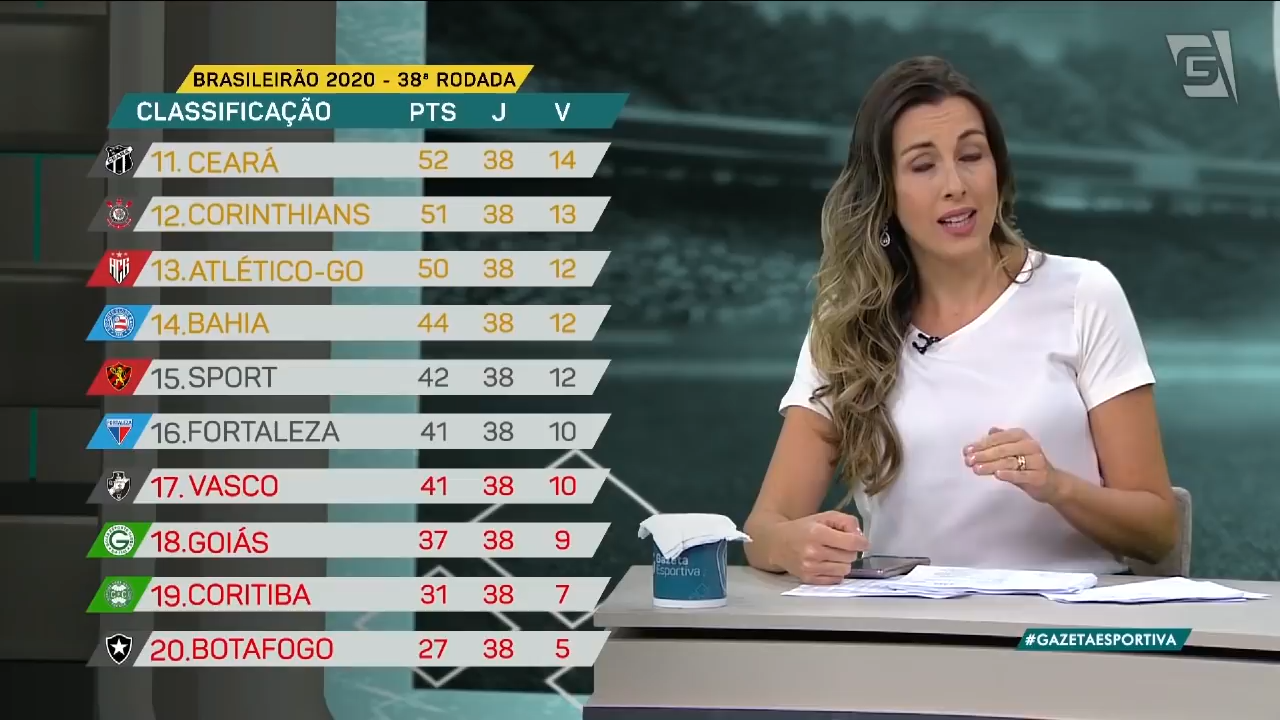 BRASILEIRÃO 2020 - 38ª RODADA
CLASSIFICAÇÃO PTS J V
11. CEARÁ 52 38 14
12. CORINTHIANS 51 38 13
13. ATLÉTICO-GO 50 38 12
14. BAHIA 44 38 12
15. SPORT 42 38 12
16. FORTALEZA 41 38 10
17. VASCO 41 38 10
18. GOIÁS 37 38 9
19. CORITIBA 31 38 7
20. BOTAFOGO 27 38 5
G
Gazeta
Esportiva
#GAZETAESPORTIVA